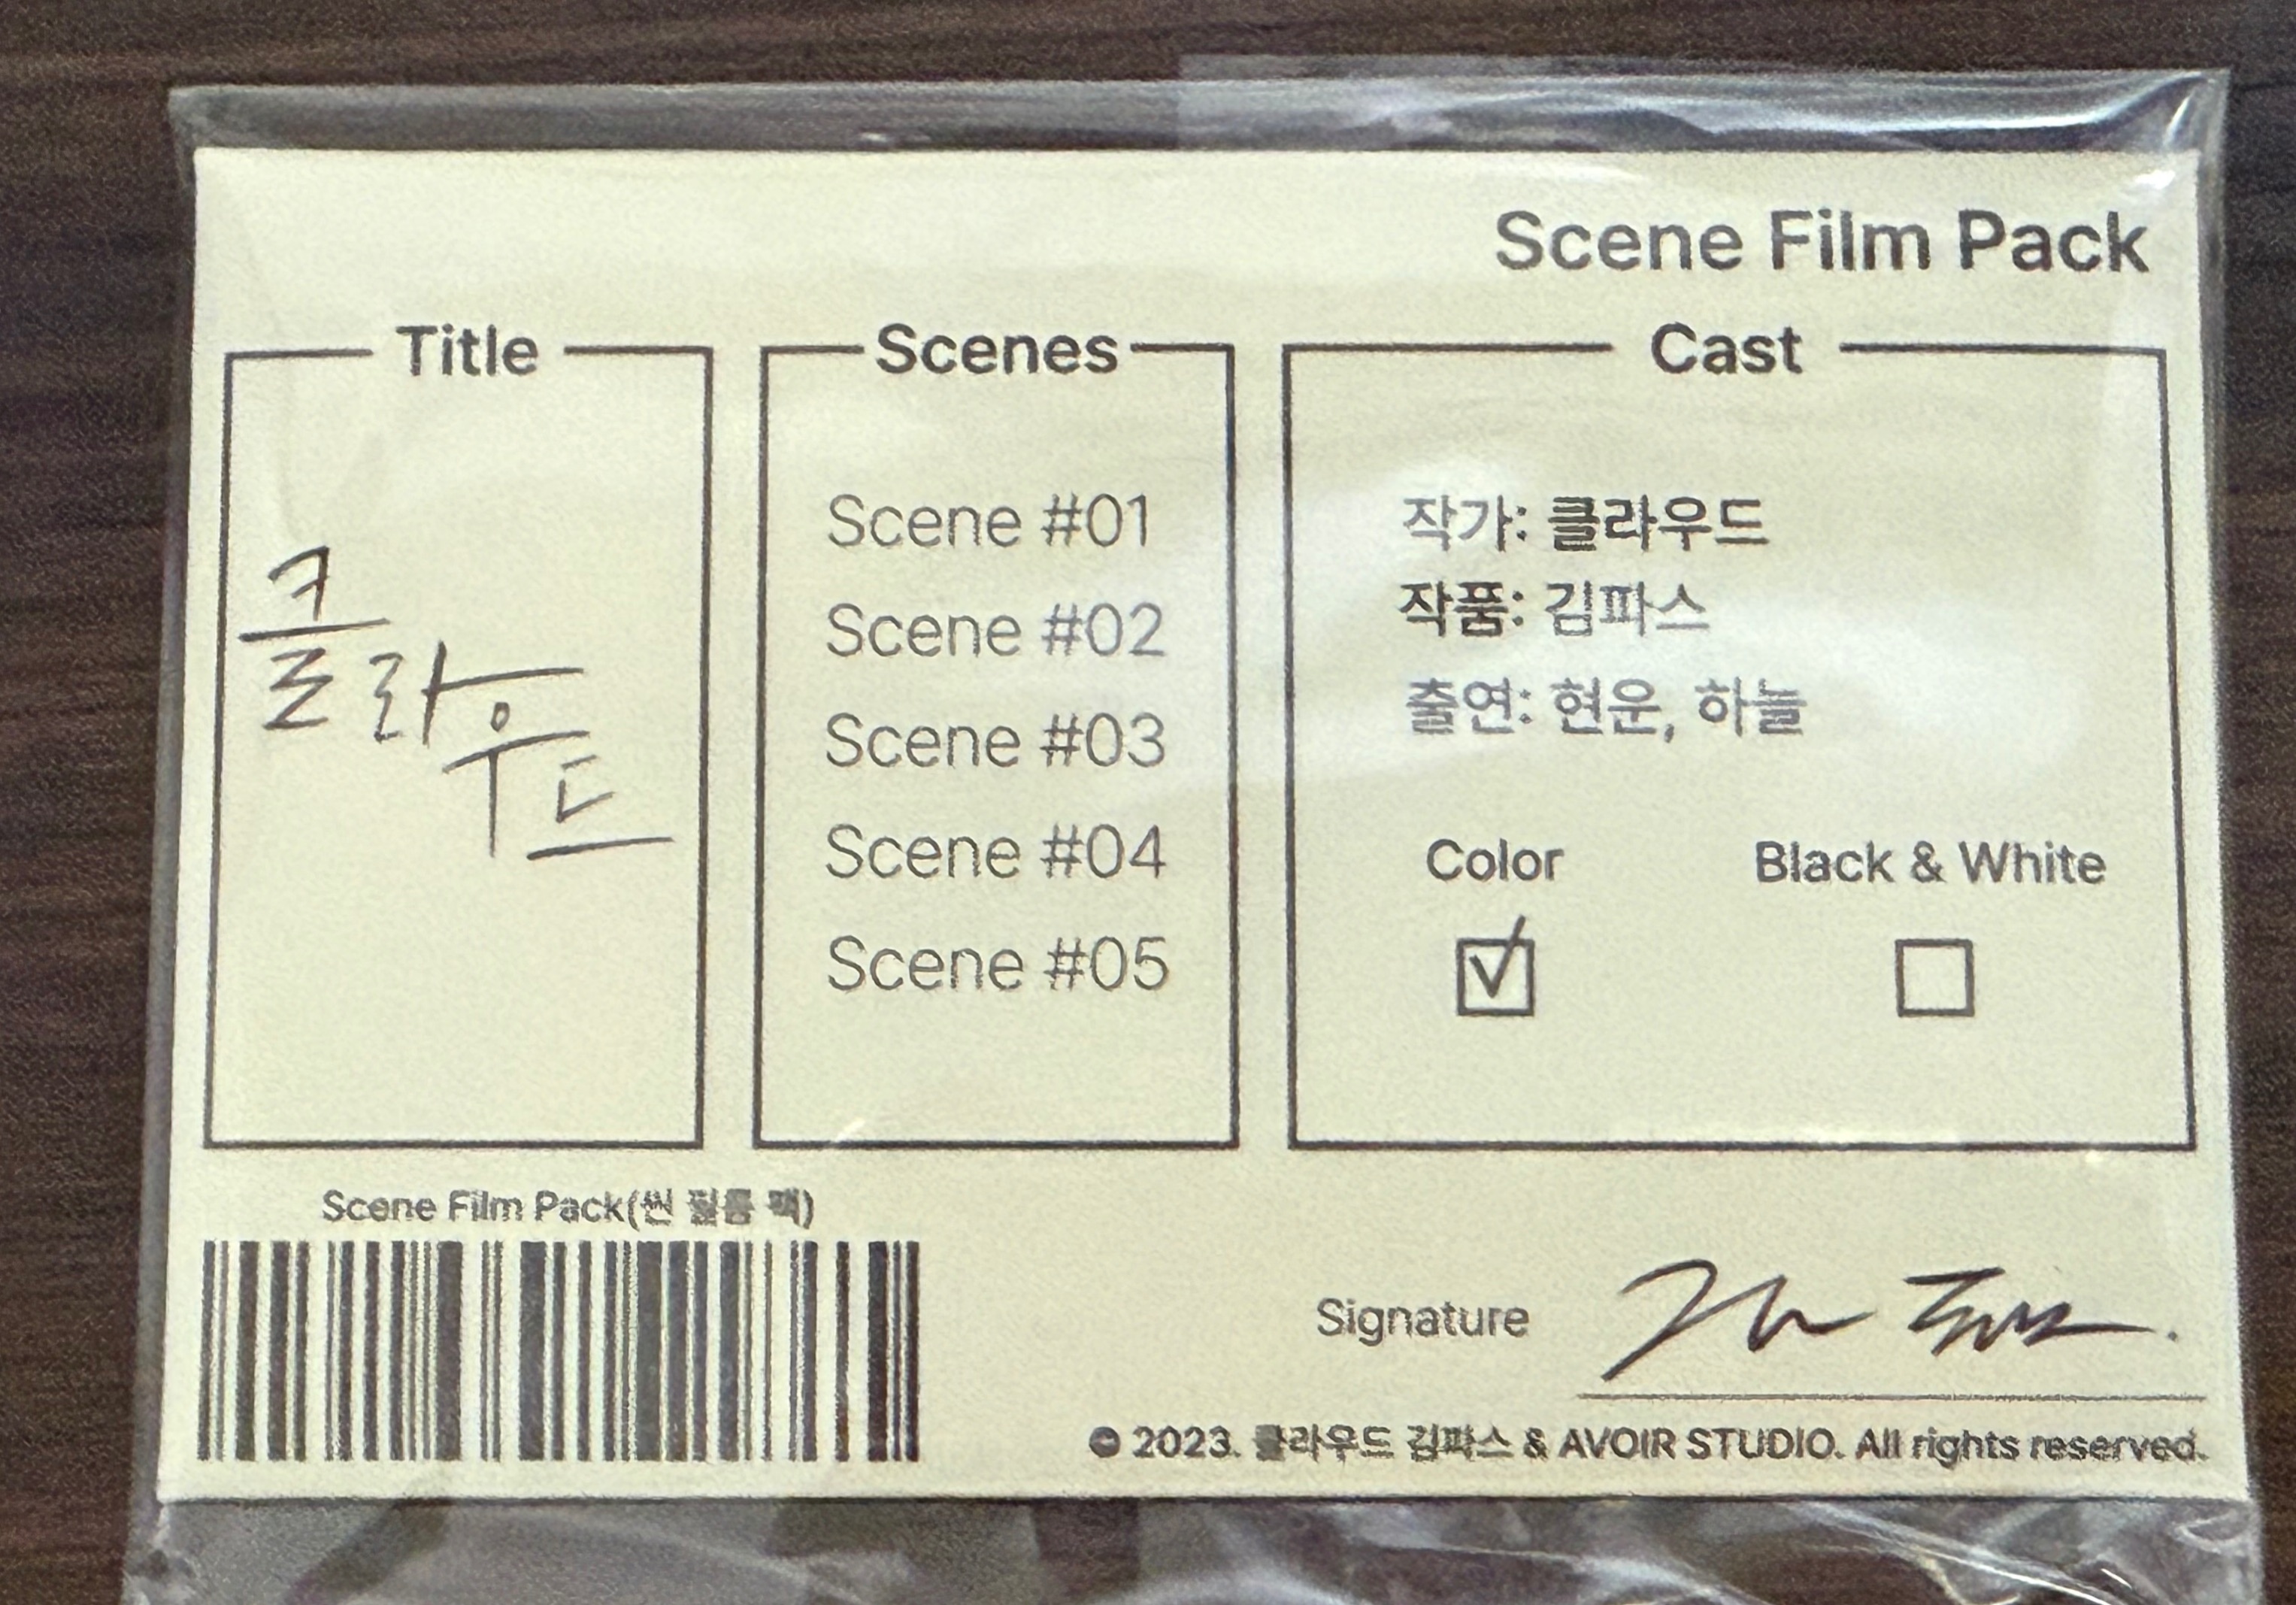 Scene Film Pack
Title
클라우드
Scenes
Scene #01
Scene #02
Scene #03
Scene #04
Scene #05
Cast
작가: 클라우드
작품: 김파스
출연: 현운, 하늘
Color
Black & White
Scene Film Pack(씬 필름 팩)
Signature
© 2023. 클라우드 김파스 & AVOIR STUDIO. All rights reserved.